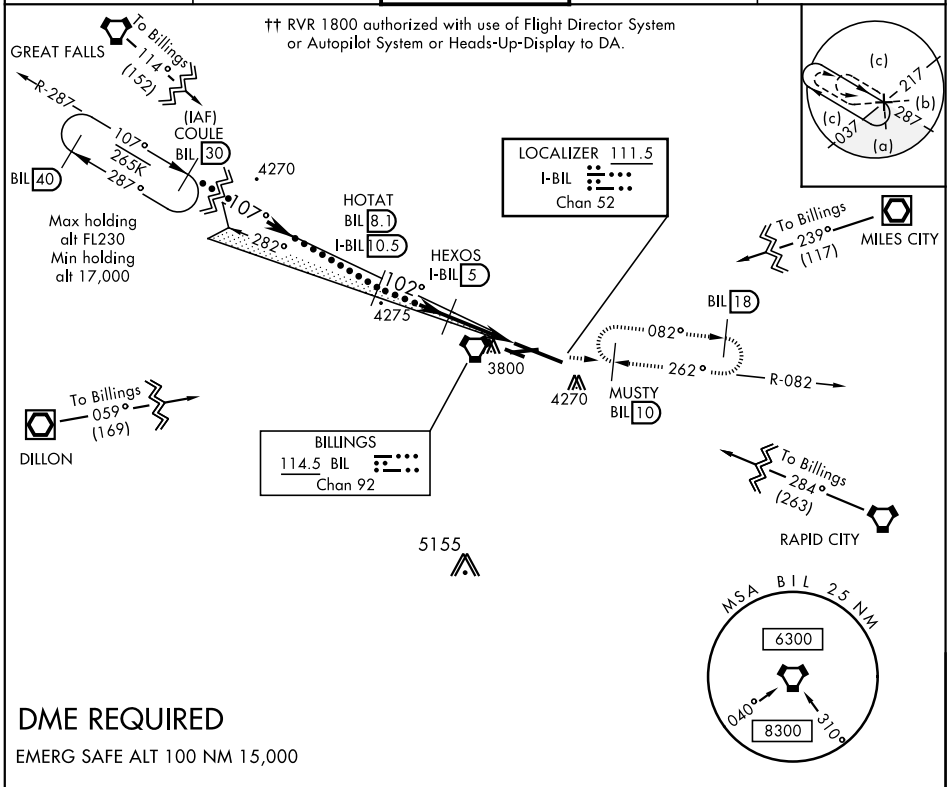 †† RVR 1800 authorized with use of Flight Director System
or Autopilot System or Heads-Up-Display to DA.
GREAT FALLS
To Billings
114°
(152)
R-287
107°
265K
287°
BIL 40
(IAF)
COULE
BIL 30
4270
Max holding
alt FL230
Min holding
alt 17,000
107°
282°
HOTAT
BIL 8.1
I-BIL 10.5
102°
4275
HEXOS
I-BIL 5
LOCALIZER 111.5
I-BIL
Chan 52
(c)
217
(b)
287
(c)
037
(a)
To Billings
239°
(117)
MILES CITY
BIL 18
082°
262°
R-082
MUSTY
BIL 10
3800
4270
To Billings
059°
(169)
DILLON
BILLINGS
114.5 BIL
Chan 92
To Billings
284°
(263)
RAPID CITY
5155
MSA BIL 25 NM
6300
040°
310°
8300
DME REQUIRED
EMERG SAFE ALT 100 NM 15,000